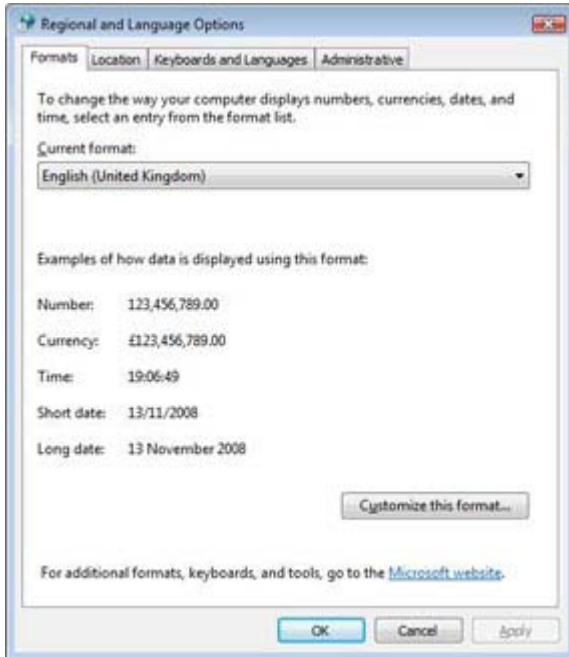 Regional and Language Options
Formats Location Keyboards and Languages Administrative
To change the way your computer displays numbers, currencies, dates, and
time, select an entry from the format list.
Current format:
English (United Kingdom)
Examples of how data is displayed using this format:
Number: 123,456,789.00
Currency: £123,456,789.00
Time: 19:06:49
Short date: 13/11/2008
Long date: 13 November 2008
Customize this format...
For additional formats, keyboards, and tools, go to the Microsoft website.
OK Cancel Apply